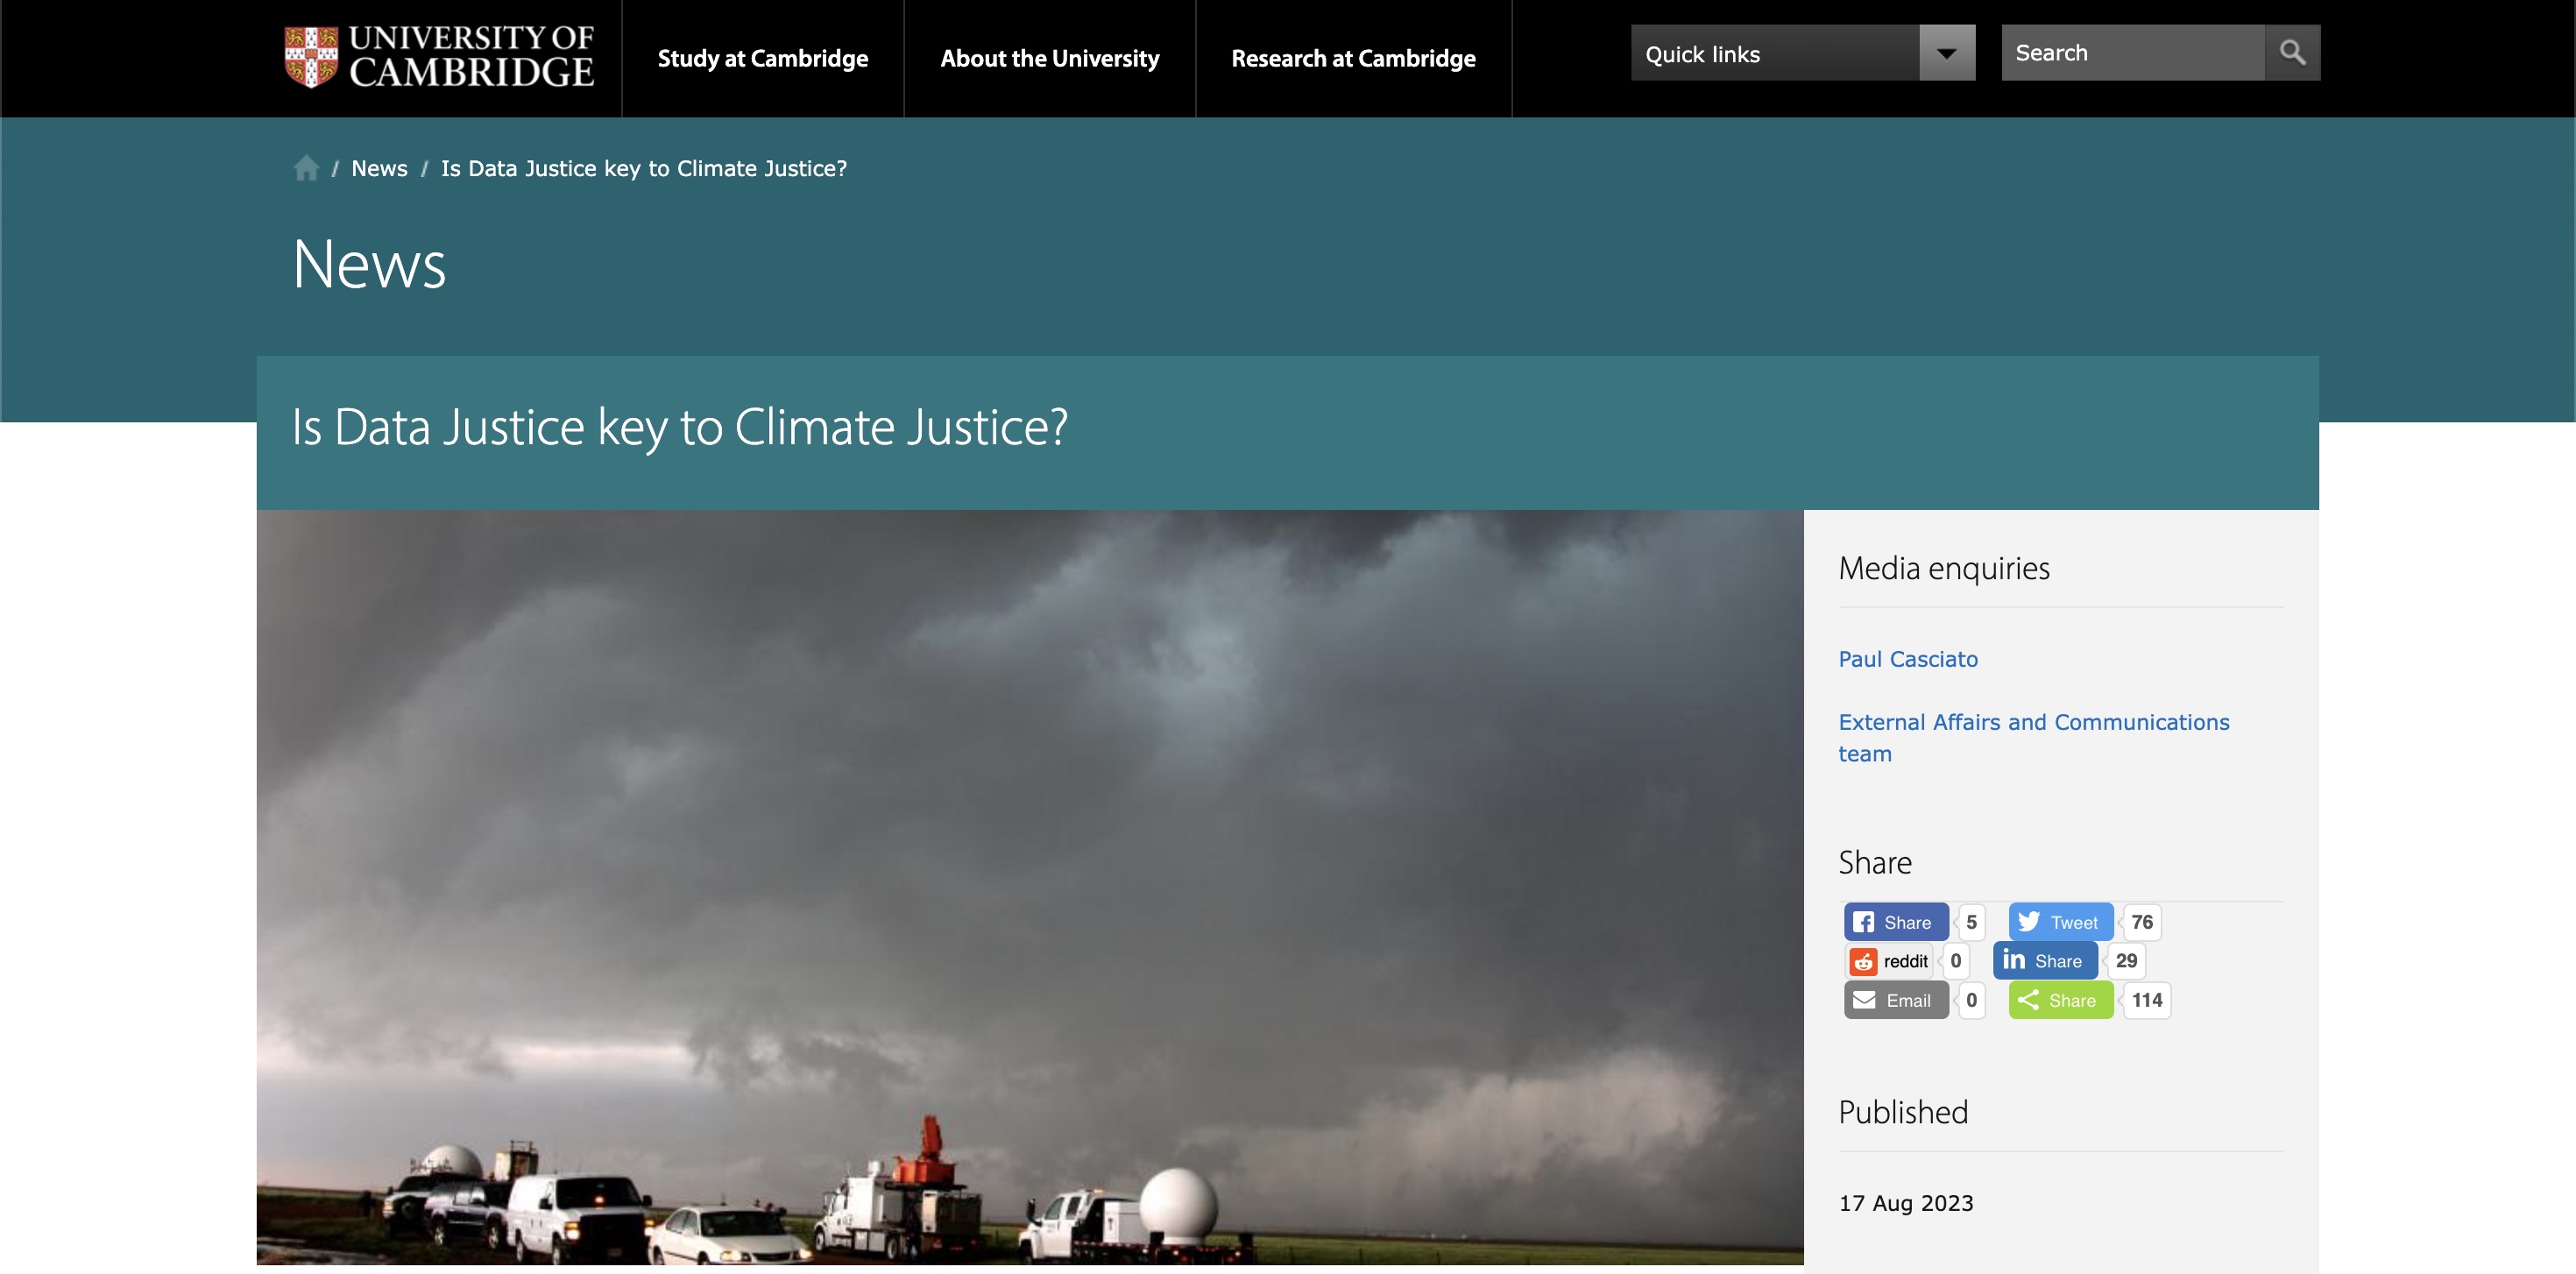 UNIVERSITY OF
CAMBRIDGE
Study at Cambridge
About the University
Research at Cambridge
Quick links
Search
/ News / Is Data Justice key to Climate Justice?
News
Is Data Justice key to Climate Justice?
Media enquiries
Paul Casciato
External Affairs and Communications
team
Share
Share 5 Tweet 76
reddit 0 in Share 29
Email 0 Share 114
Published
17 Aug 2023